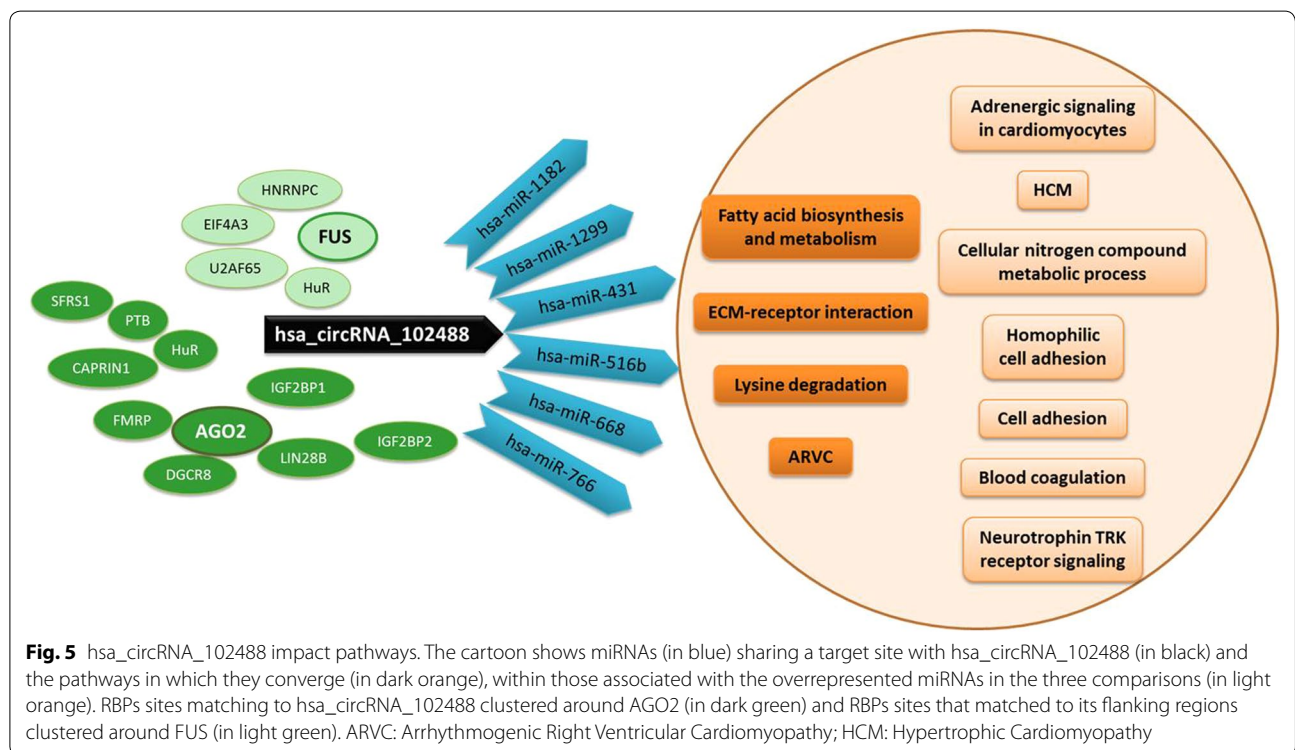 HNRNPC
EIF4A3
FUS
U2AF65
HuR
SFRS1
PTB
HuR
CAPRIN1
IGF2BP1
FMRP
AGO2
IGF2BP2
LIN28B
DGCR8
hsa_circRNA_102488
hsa-miR-1182
hsa-miR-1299
hsa-miR-431
hsa-miR-516b
hsa-miR-668
hsa-miR-766
Fatty acid biosynthesis
and metabolism
ECM-receptor interaction
Lysine degradation
ARVC
Adrenergic signaling
in cardiomyocytes
HCM
Cellular nitrogen compound
metabolic process
Homophilic
cell adhesion
Cell adhesion
Blood coagulation
Neurotrophin TRK
receptor signaling
Fig. 5 hsa_circRNA_102488 impact pathways. The cartoon shows miRNAs (in blue) sharing a target site with hsa_circRNA_102488 (in black) and
the pathways in which they converge (in dark orange), within those associated with the overrepresented miRNAs in the three comparisons (in light
orange). RBPs sites matching to hsa_circRNA_102488 clustered around AGO2 (in dark green) and RBPs sites that matched to its flanking regions
clustered around FUS (in light green). ARVC: Arrhythmogenic Right Ventricular Cardiomyopathy; HCM: Hypertrophic Cardiomyopathy